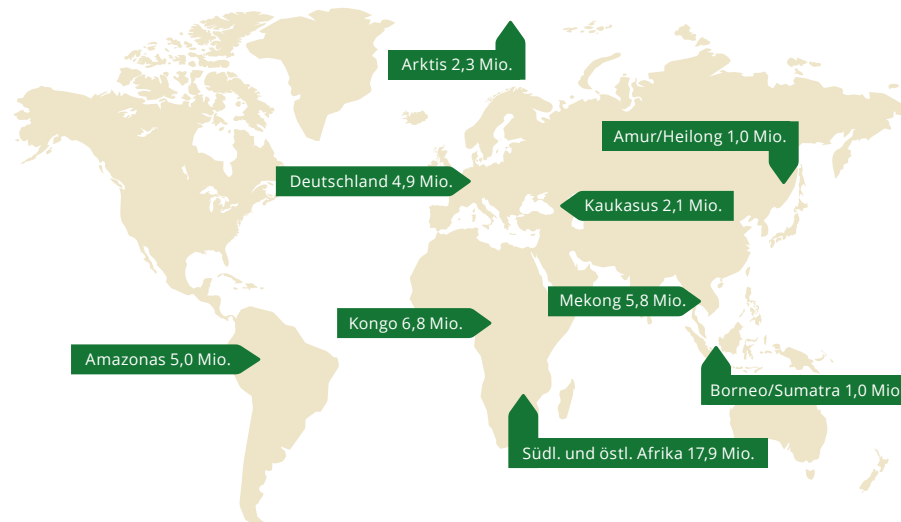 Arktis 2,3 Mio.
Amur/Heilong 1,0 Mio.
Deutschland 4,9 Mio.
Kaukasus 2,1 Mio.
Mekong 5,8 Mio.
Kongo 6,8 Mio.
Amazonas 5,0 Mio.
Borneo/Sumatra 1,0 Mio
Südl. und östl. Afrika 17,9 Mio.